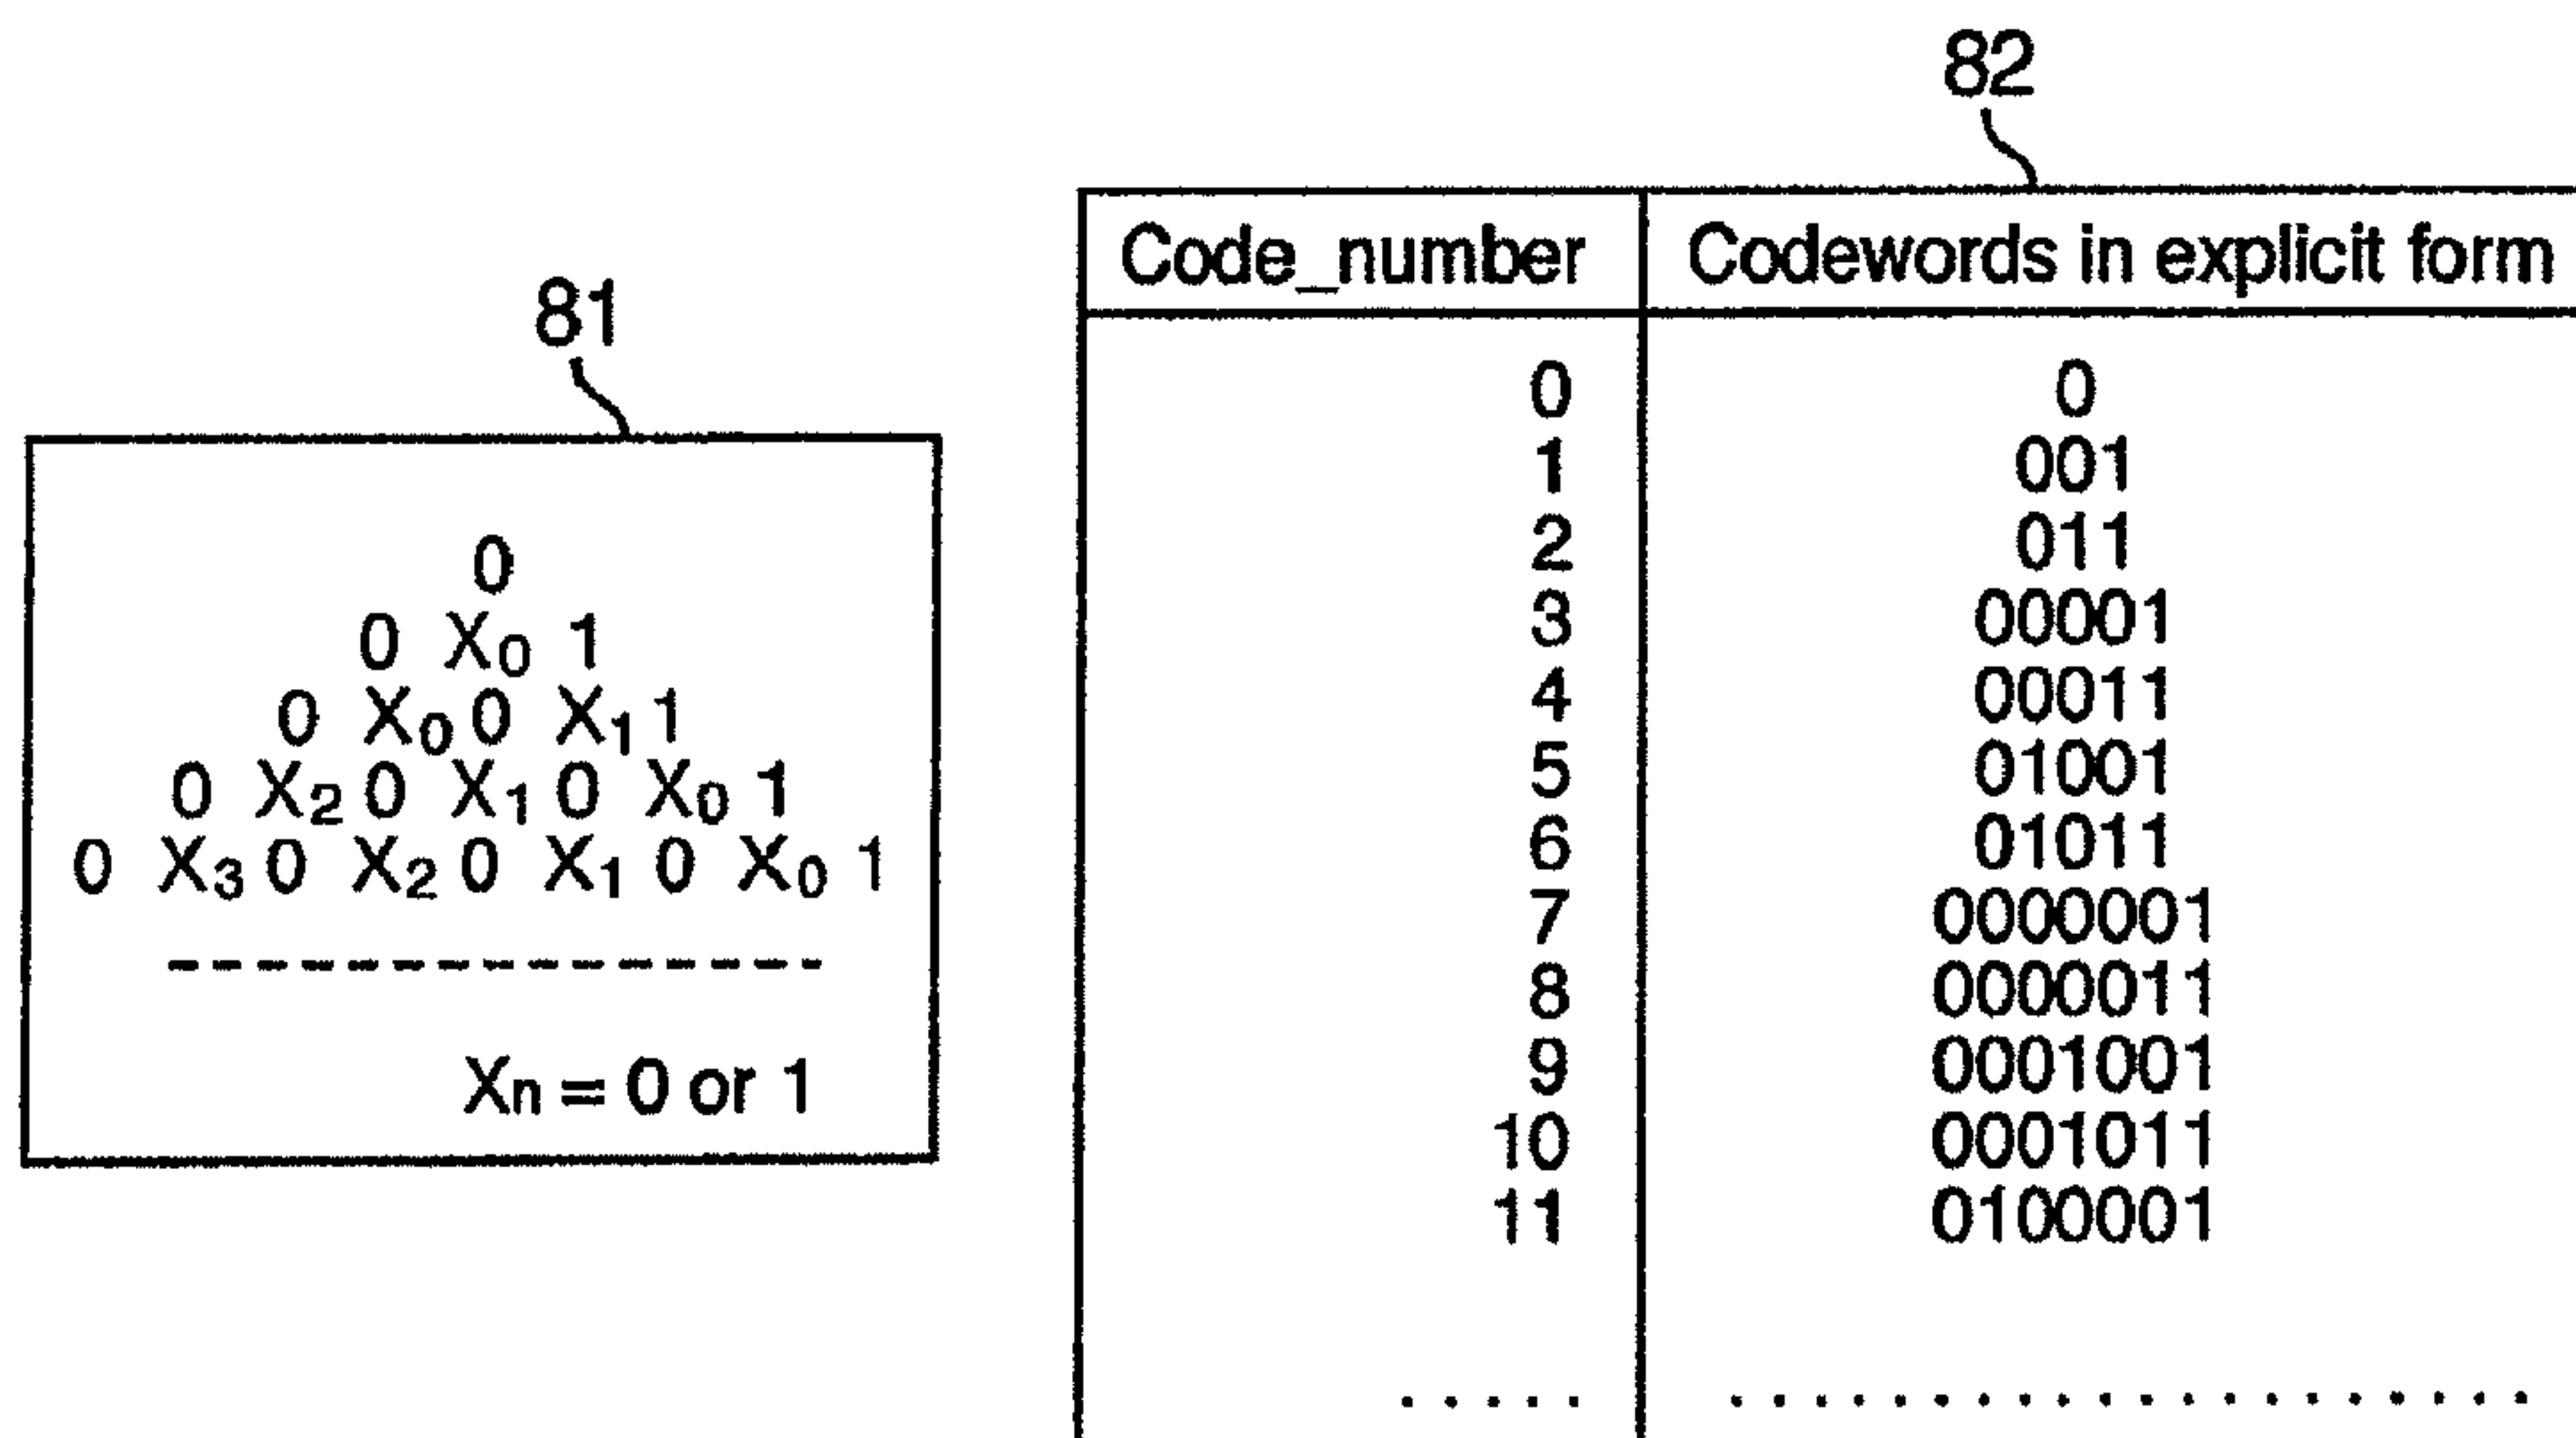 81
0
0 X₀ 1
0 X₀ 0 X₁ 1
0 X₂ 0 X₁ 0 X₀ 1
0 X₃ 0 X₂ 0 X₁ 0 X₀ 1
Xn = 0 or 1
82
Code_number Codewords in explicit form
0 0
1 001
2 011
3 00001
4 00011
5 01001
6 01011
7 0000001
8 0000011
9 0001001
10 0001011
11 0100001